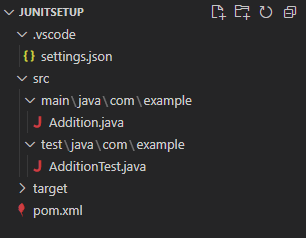 JUNITSETUP
.vscode
{} settings.json
src
main\java\com\example
J Addition.java
test\java\com\example
J AdditionTest.java
target
pom.xml